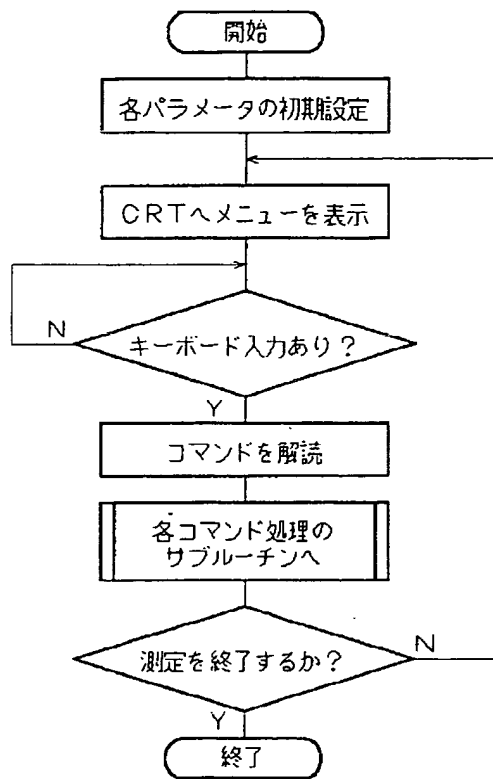 開始
各パラメータの初期設定
CRTへメニューを表示
N
キーボード入力あり?
Y
コマンドを解読
各コマンド処理の
サブルーチンへ
測定を終了するか?
N
Y
終了